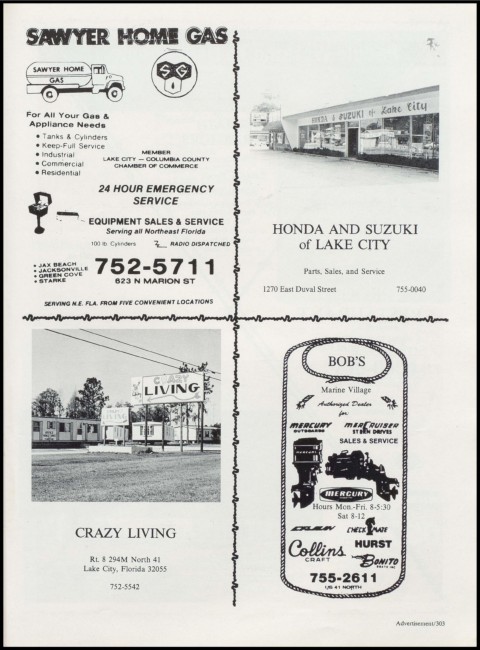 SAWYER HOME GAS
SAWYER HOME
GAS
S G
For All Your Gas &
Appliance Needs
• Tanks & Cylinders
• Keep-Full Service
• Industrial
• Commercial
• Residential
MEMBER
LAKE CITY — COLUMBIA COUNTY
CHAMBER OF COMMERCE
24 HOUR EMERGENCY
SERVICE
EQUIPMENT SALES & SERVICE
Serving all Northeast Florida
100 lb. Cylinders
RADIO DISPATCHED
• JAX BEACH
• JACKSONVILLE
• GREEN COVE
• STARKE
752-5711
623 N MARION ST
SERVING N.E. FLA. FROM FIVE CONVENIENT LOCATIONS
HONDA & SUZUKI of Lake City
HONDA AND SUZUKI
of LAKE CITY
Parts, Sales, and Service
1270 East Duval Street 755-0040
CRAZY
LIVING
CRAZY LIVING
Rt. 8 294M North 41
Lake City, Florida 32055
752-5542
BOB'S
Marine Village
Authorized Dealer
for
MERCURY
OUTBOARDS
MERCRUISER
STERN DRIVES
SALES & SERVICE
MERCURY
MERCURY
Hours Mon.-Fri. 8-5:30
Sat 8-12
CHECK MATE
Collins
CRAFT
HURST
BONITO
755-2611
US 41 NORTH
Advertisement/303